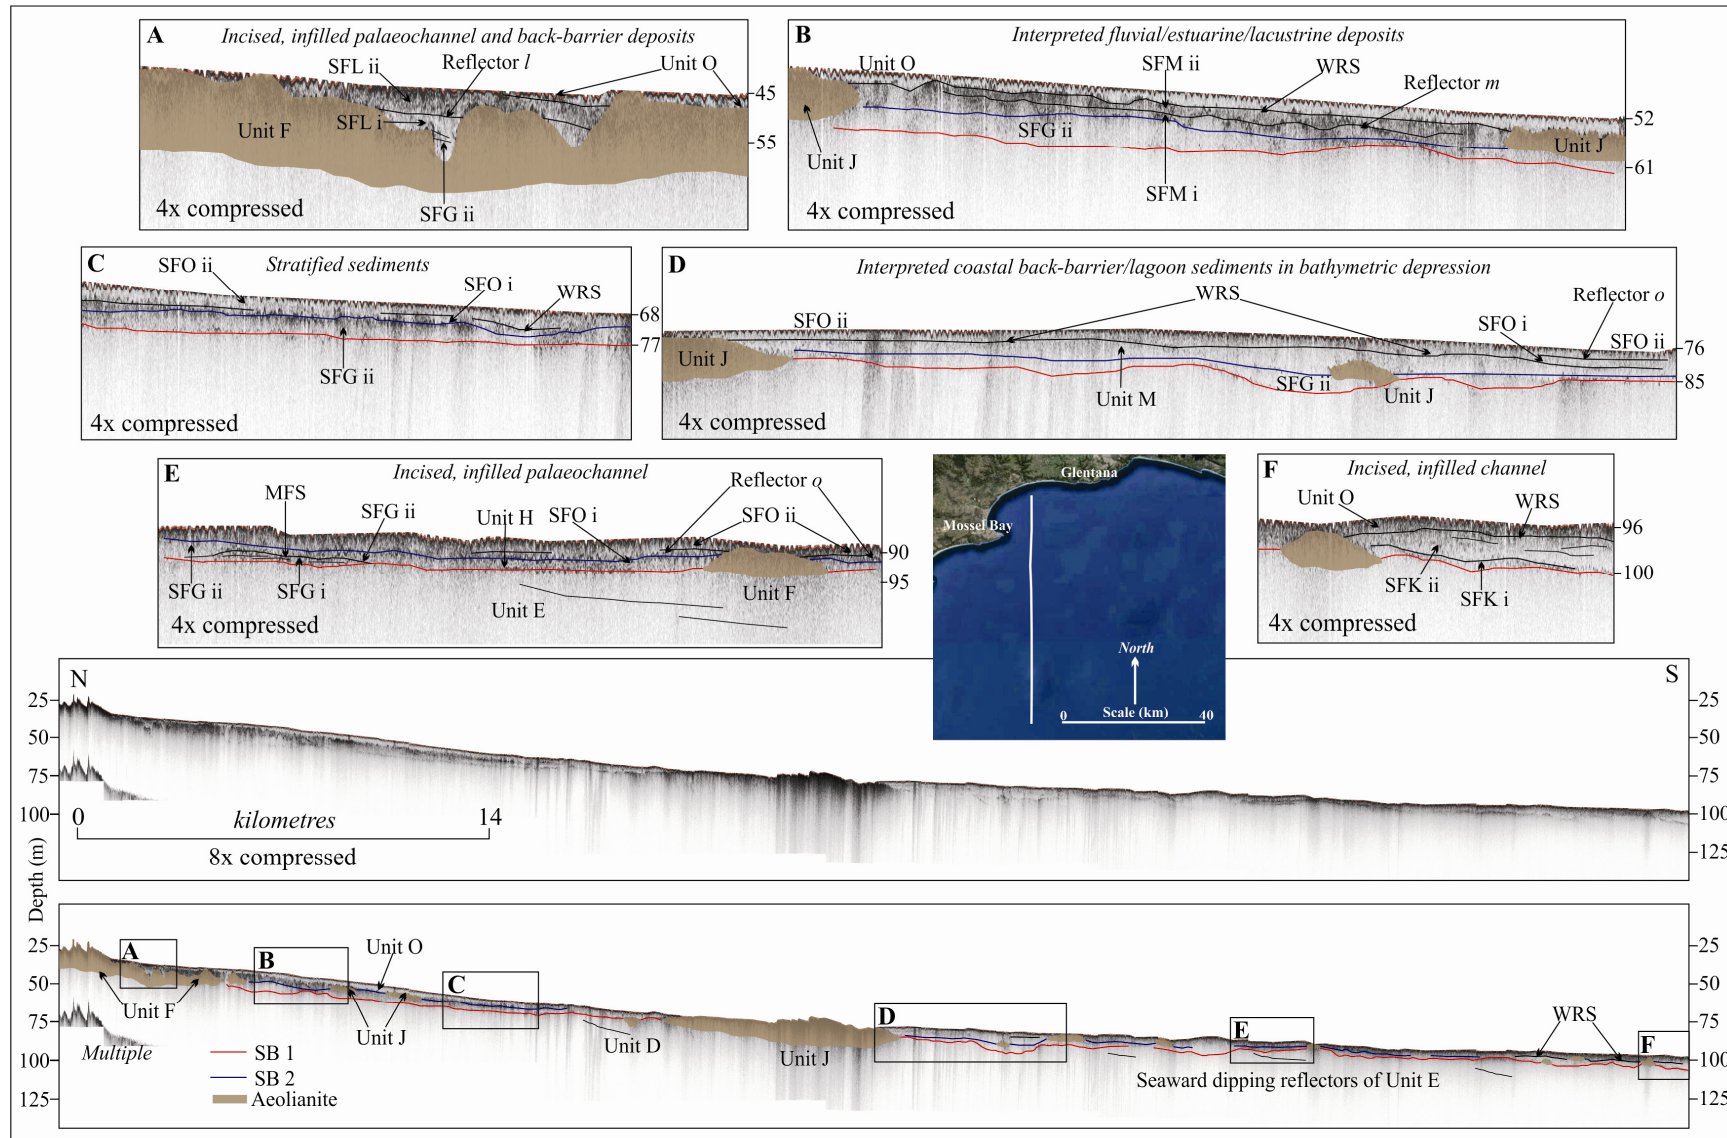 A
Incised, infilled palaeochannel and back-barrier deposits
SFL ii
Reflector l
Unit O
45
SFL i
Unit F
55
SFG ii
4x compressed
B
Interpreted fluvial/estuarine/lacustrine deposits
Unit O
SFM ii
WRS
Reflector m
52
SFG ii
Unit J
Unit J
61
SFM i
4x compressed
C
Stratified sediments
SFO ii
SFO i
WRS
68
77
SFG ii
4x compressed
D
Interpreted coastal back-barrier/lagoon sediments in bathymetric depression
WRS
Reflector o
SFO ii
SFO i
SFO ii
76
Unit J
SFG ii
85
Unit M
Unit J
4x compressed
E
Incised, infilled palaeochannel
MFS
Reflector o
SFG ii
Unit H
SFO i
SFO ii
90
95
SFG ii
SFG i
Unit E
Unit F
4x compressed
Glentana
Mossel Bay
North
0
Scale (km)
40
F
Incised, infilled channel
Unit O
WRS
96
100
SFK ii
SFK i
4x compressed
N
S
25
50
75
100
125
25
50
75
100
0
kilometres
14
8x compressed
Depth (m)
25
50
75
100
125
A
B
Unit O
C
D
E
WRS
F
Unit F
Unit J
Unit D
Unit J
Multiple
SB 1
SB 2
Aeolianite
Seaward dipping reflectors of Unit E
25
50
75
100
125